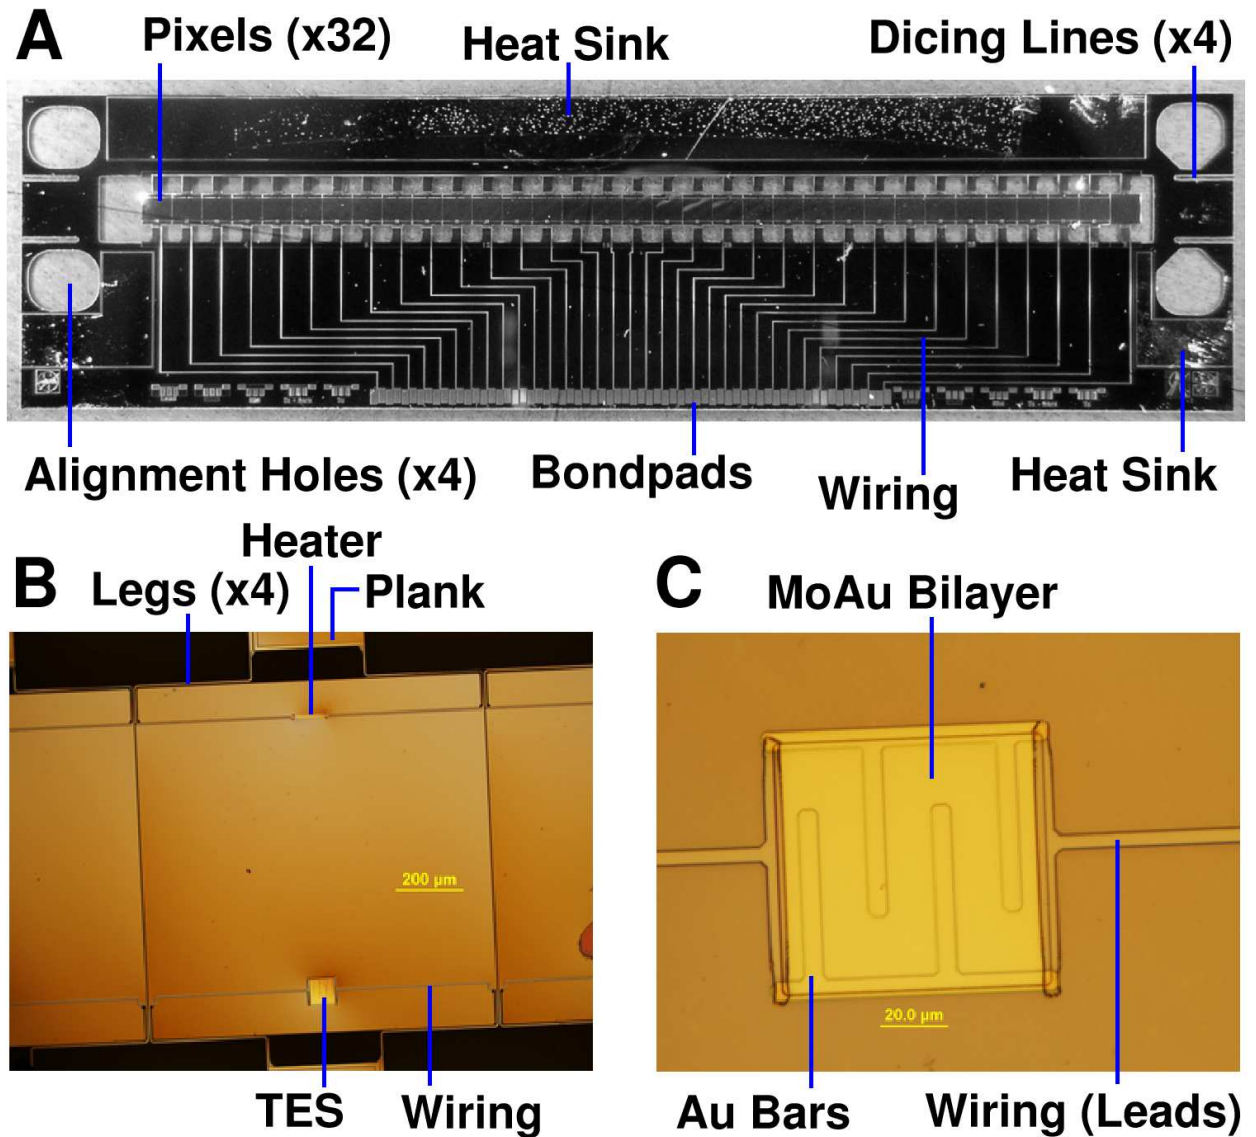 A
Pixels (x32)
Heat Sink
Dicing Lines (x4)
Alignment Holes (x4)
Bondpads
Wiring
Heat Sink
B
Heater
Legs (x4)
Plank
200 µm
TES
Wiring
C
MoAu Bilayer
20.0 µm
Au Bars
Wiring (Leads)